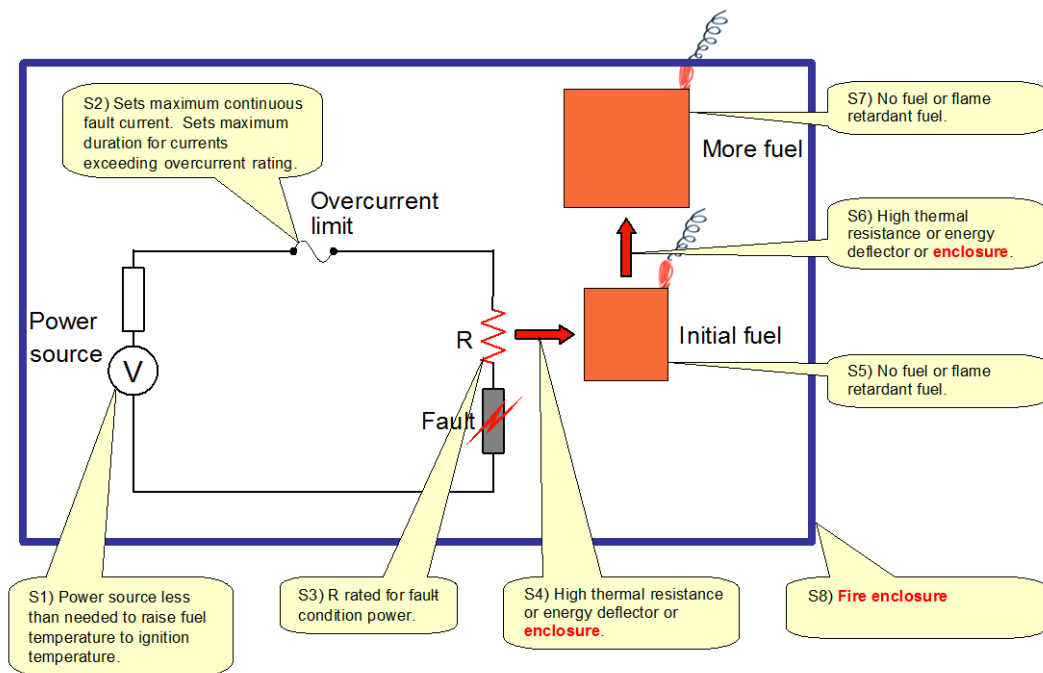 S2) Sets maximum continuous
fault current.  Sets maximum
duration for currents
exceeding overcurrent rating.
S7) No fuel or flame
retardant fuel.
More fuel
Overcurrent
limit
S6) High thermal
resistance or energy
deflector or enclosure.
Power
source
V
R
Initial fuel
S5) No fuel or flame
retardant fuel.
Fault
S1) Power source less
than needed to raise fuel
temperature to ignition
temperature.
S3) R rated for fault
condition power.
S4) High thermal resistance
or energy deflector or
enclosure.
S8) Fire enclosure